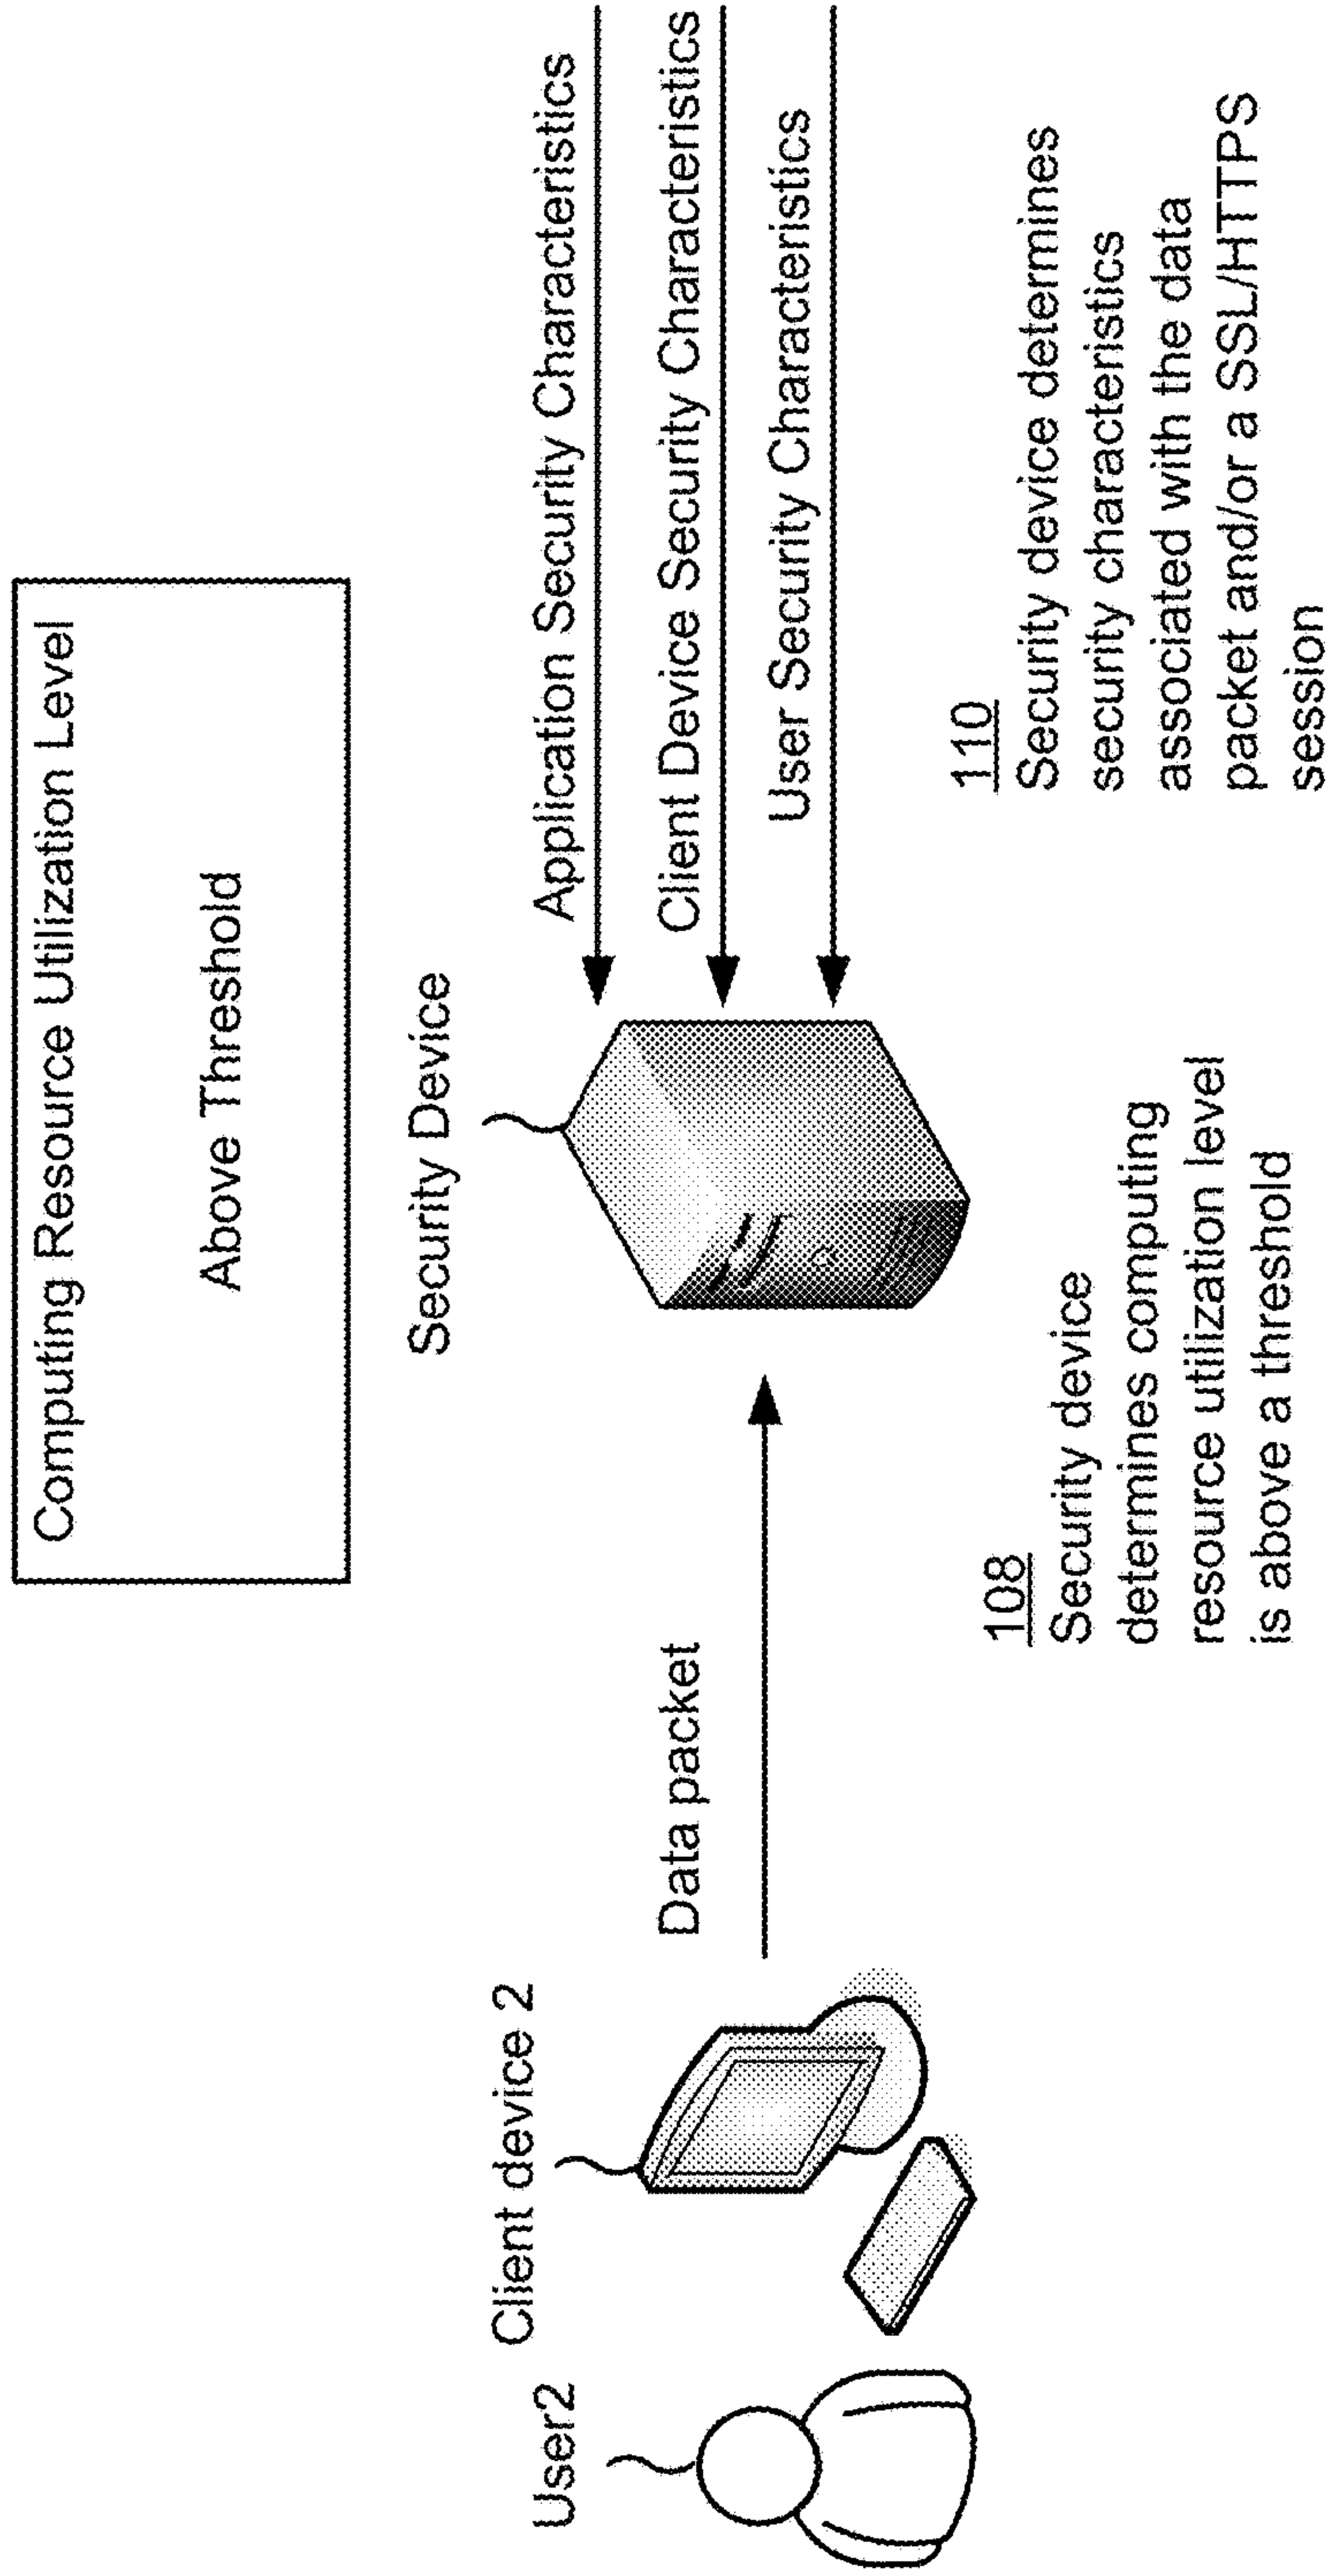 Computing Resource Utilization Level
Above Threshold
Security Device
Application Security Characteristics
Client Device Security Characteristics
User Security Characteristics
User2
Client device 2
Data packet
108
Security device
determines computing
resource utilization level
is above a threshold
110
Security device determines
security characteristics
associated with the data
packet and/or a SSL/HTTPS
session